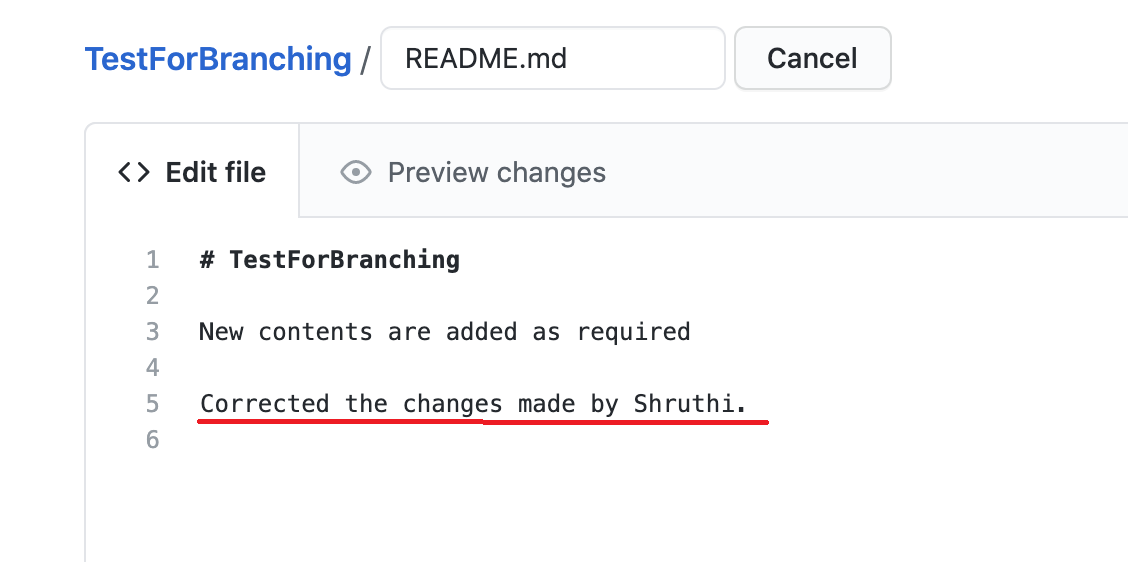 TestForBranching / README.md Cancel
<> Edit file Preview changes
1 # TestForBranching
2
3 New contents are added as required
4
5 Corrected the changes made by Shruthi.
6